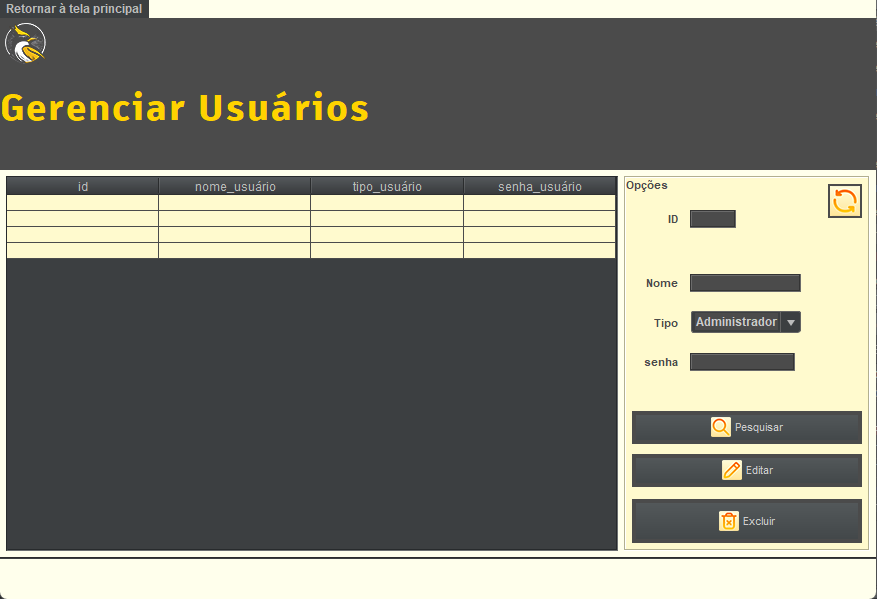 Retornar à tela principal
Gerenciar Usuários
id nome_usuário tipo_usuário senha_usuário
Opções
ID
Nome
Tipo Administrador
senha
Pesquisar
Editar
Excluir